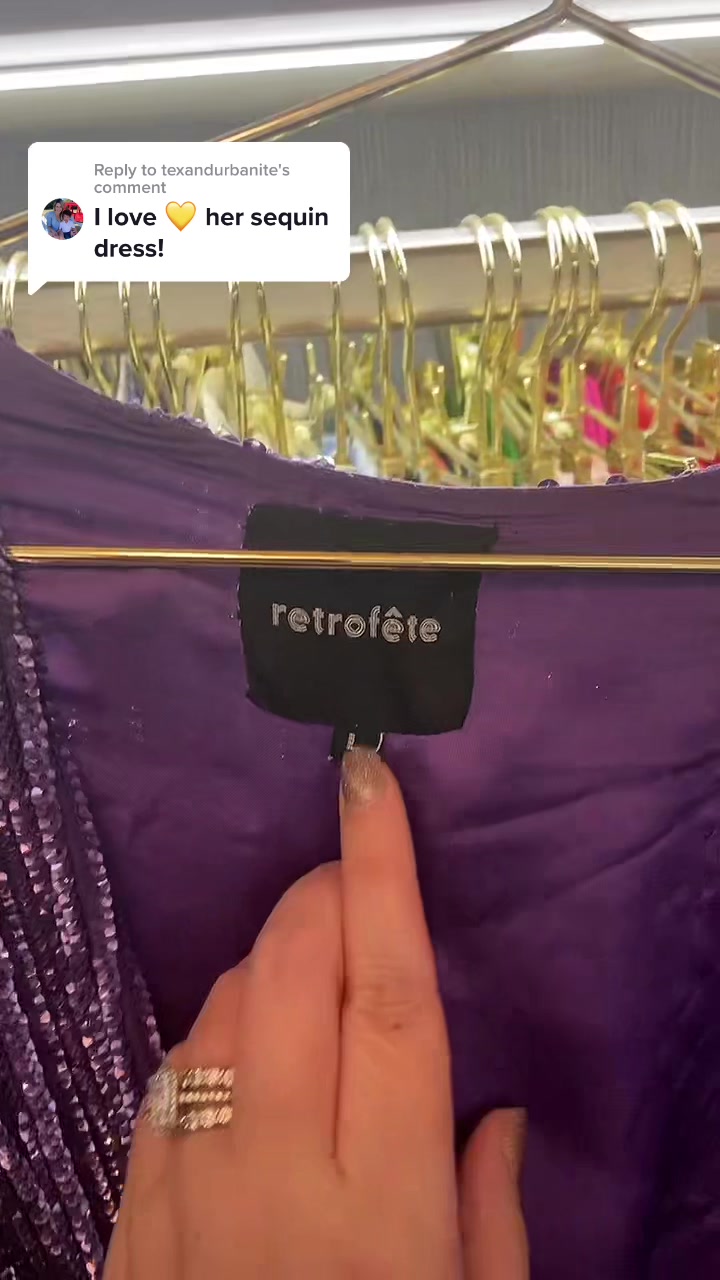 Reply to texandurbanite's
comment
I love 💛 her sequin
dress!
retrofête